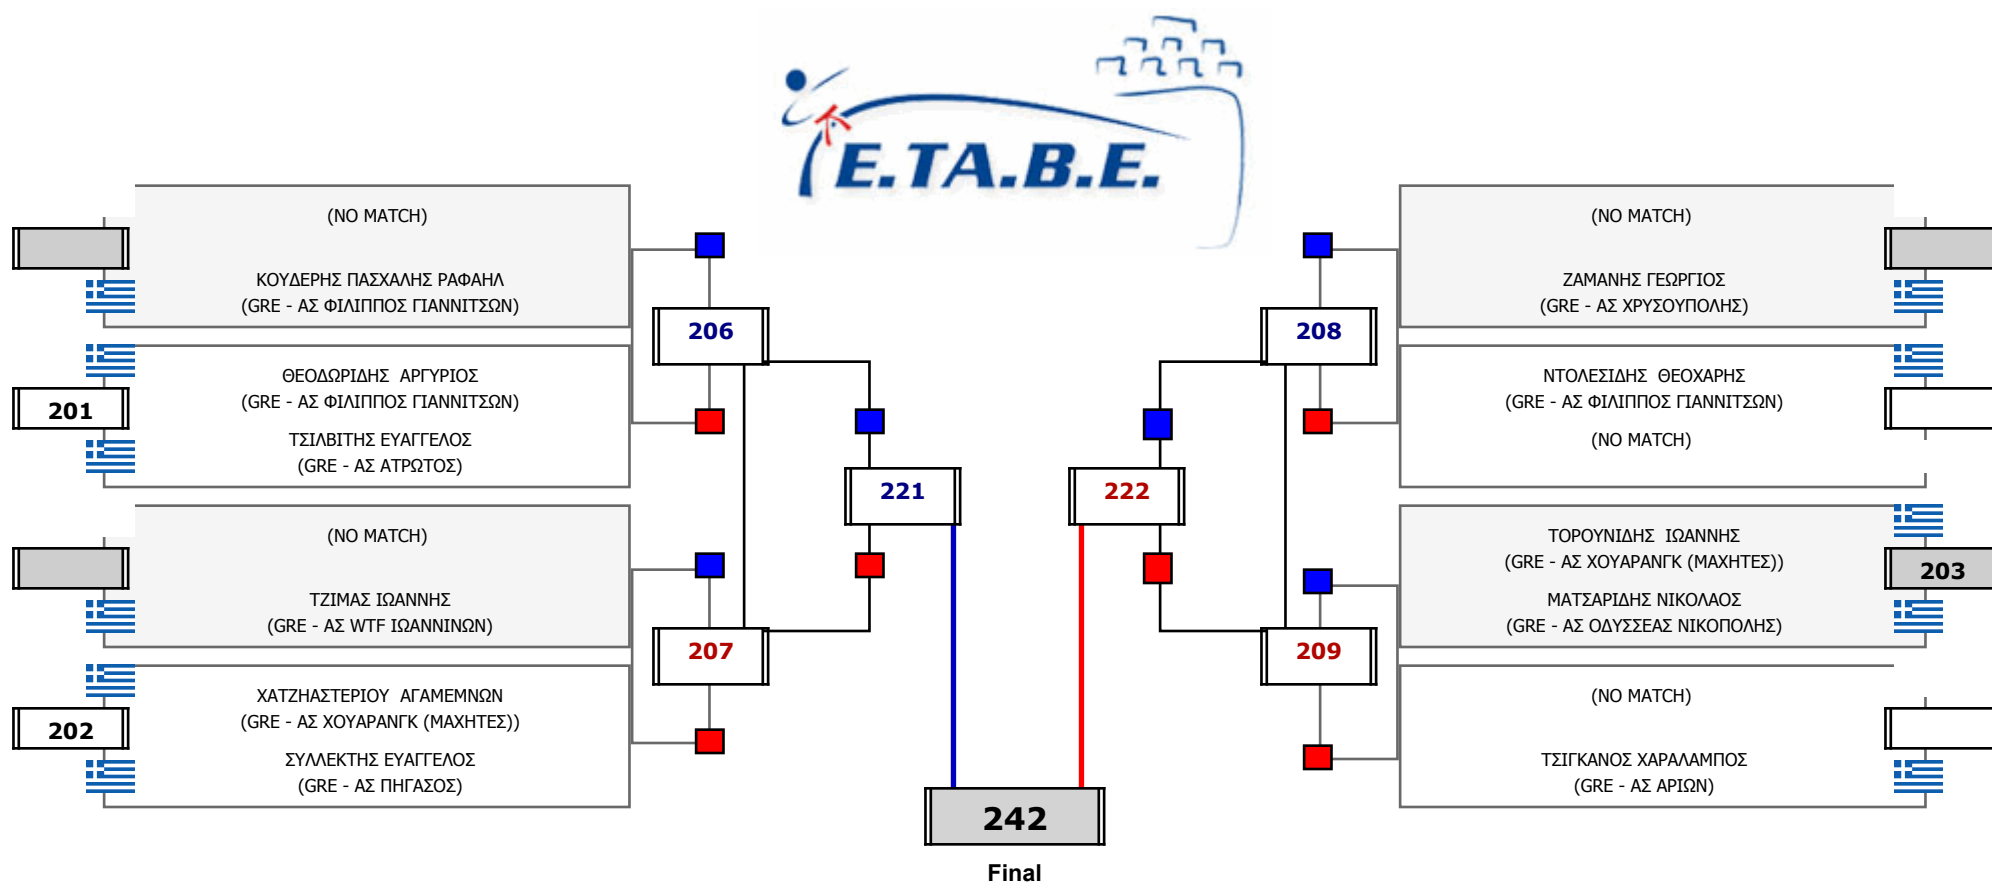 E.TA.B.E.
(NO MATCH)
ΚΟΥΔΕΡΗΣ ΠΑΣΧΑΛΗΣ ΡΑΦΑΗΛ
(GRE - ΑΣ ΦΙΛΙΠΠΟΣ ΓΙΑΝΝΙΤΣΩΝ)
201
ΘΕΟΔΩΡΙΔΗΣ ΑΡΓΥΡΙΟΣ
(GRE - ΑΣ ΦΙΛΙΠΠΟΣ ΓΙΑΝΝΙΤΣΩΝ)
ΤΣΙΛΒΙΤΗΣ ΕΥΑΓΓΕΛΟΣ
(GRE - ΑΣ ΑΤΡΩΤΟΣ)
(NO MATCH)
ΤΖΙΜΑΣ ΙΩΑΝΝΗΣ
(GRE - ΑΣ WTF ΙΩΑΝΝΙΝΩΝ)
202
ΧΑΤΖΗΑΣΤΕΡΙΟΥ ΑΓΑΜΕΜΝΩΝ
(GRE - ΑΣ ΧΟΥΑΡΑΝΓΚ (ΜΑΧΗΤΕΣ))
ΣΥΛΛΕΚΤΗΣ ΕΥΑΓΓΕΛΟΣ
(GRE - ΑΣ ΠΗΓΑΣΟΣ)
206
207
221
222
208
209
242
Final
(NO MATCH)
ΖΑΜΑΝΗΣ ΓΕΩΡΓΙΟΣ
(GRE - ΑΣ ΧΡΥΣΟΥΠΟΛΗΣ)
ΝΤΟΛΕΣΙΔΗΣ ΘΕΟΧΑΡΗΣ
(GRE - ΑΣ ΦΙΛΙΠΠΟΣ ΓΙΑΝΝΙΤΣΩΝ)
(NO MATCH)
ΤΟΡΟΥΝΙΔΗΣ ΙΩΑΝΝΗΣ
(GRE - ΑΣ ΧΟΥΑΡΑΝΓΚ (ΜΑΧΗΤΕΣ))
203
ΜΑΤΣΑΡΙΔΗΣ ΝΙΚΟΛΑΟΣ
(GRE - ΑΣ ΟΔΥΣΣΕΑΣ ΝΙΚΟΠΟΛΗΣ)
(NO MATCH)
ΤΣΙΓΚΑΝΟΣ ΧΑΡΑΛΑΜΠΟΣ
(GRE - ΑΣ ΑΡΙΩΝ)